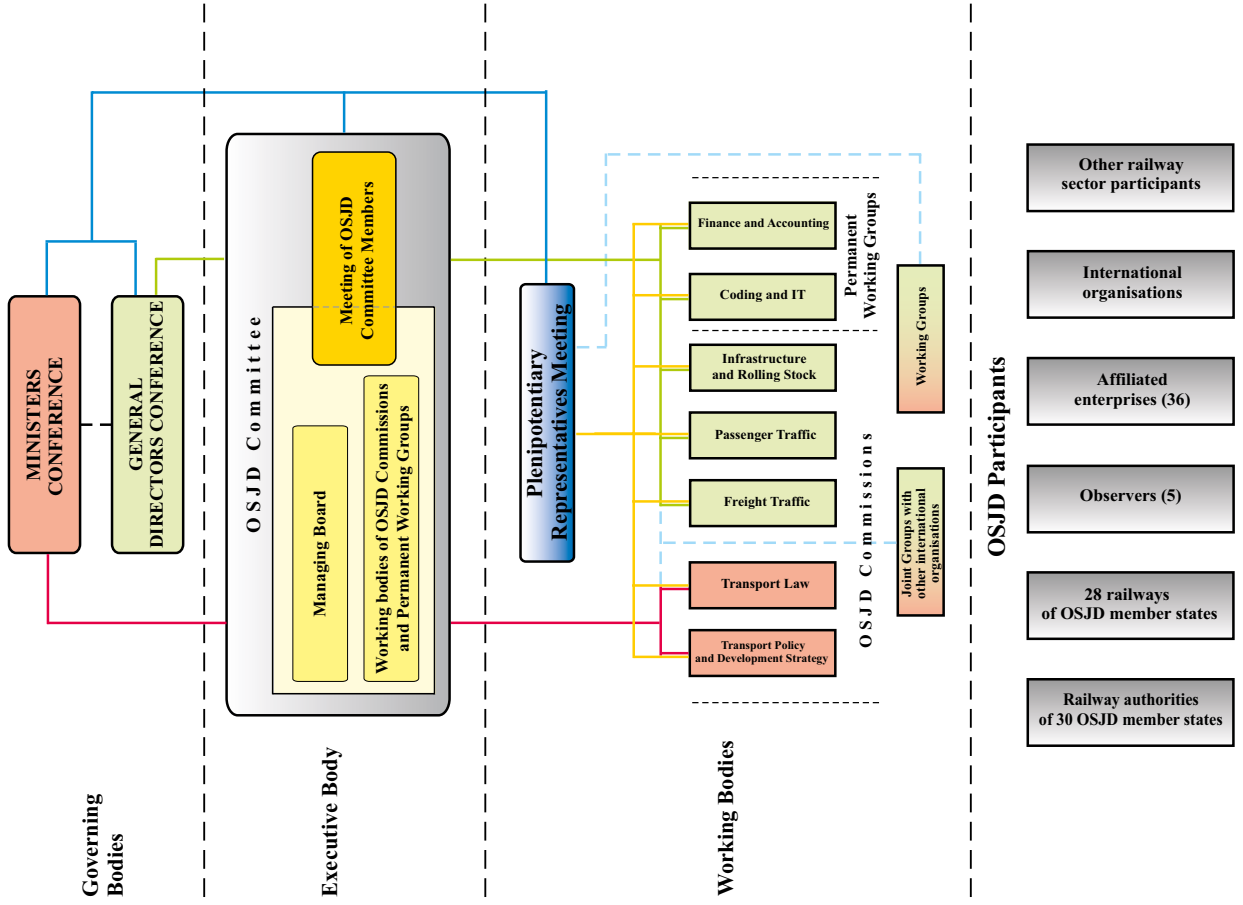 Governing
Bodies
MINISTERS
CONFERENCE
GENERAL
DIRECTORS CONFERENCE
Executive Body
OSJD Committee
Managing Board
Working bodies of OSJD Commissions
and Permanent Working Groups
Meeting of OSJD
Committee Members
Plenipotentiary
Representatives Meeting
Working Bodies
Transport Policy
and Development Strategy
Transport Law
Freight Traffic
Passenger Traffic
Infrastructure
and Rolling Stock
Coding and IT
Finance and Accounting
OSJD Commissions
Permanent
Working Groups
Joint Groups with
other international
organisations
Working Groups
OSJD Participants
Railway authorities
of 30 OSJD member states
28 railways
of OSJD member states
Observers (5)
Affiliated
enterprises (36)
International
organisations
Other railway
sector participants